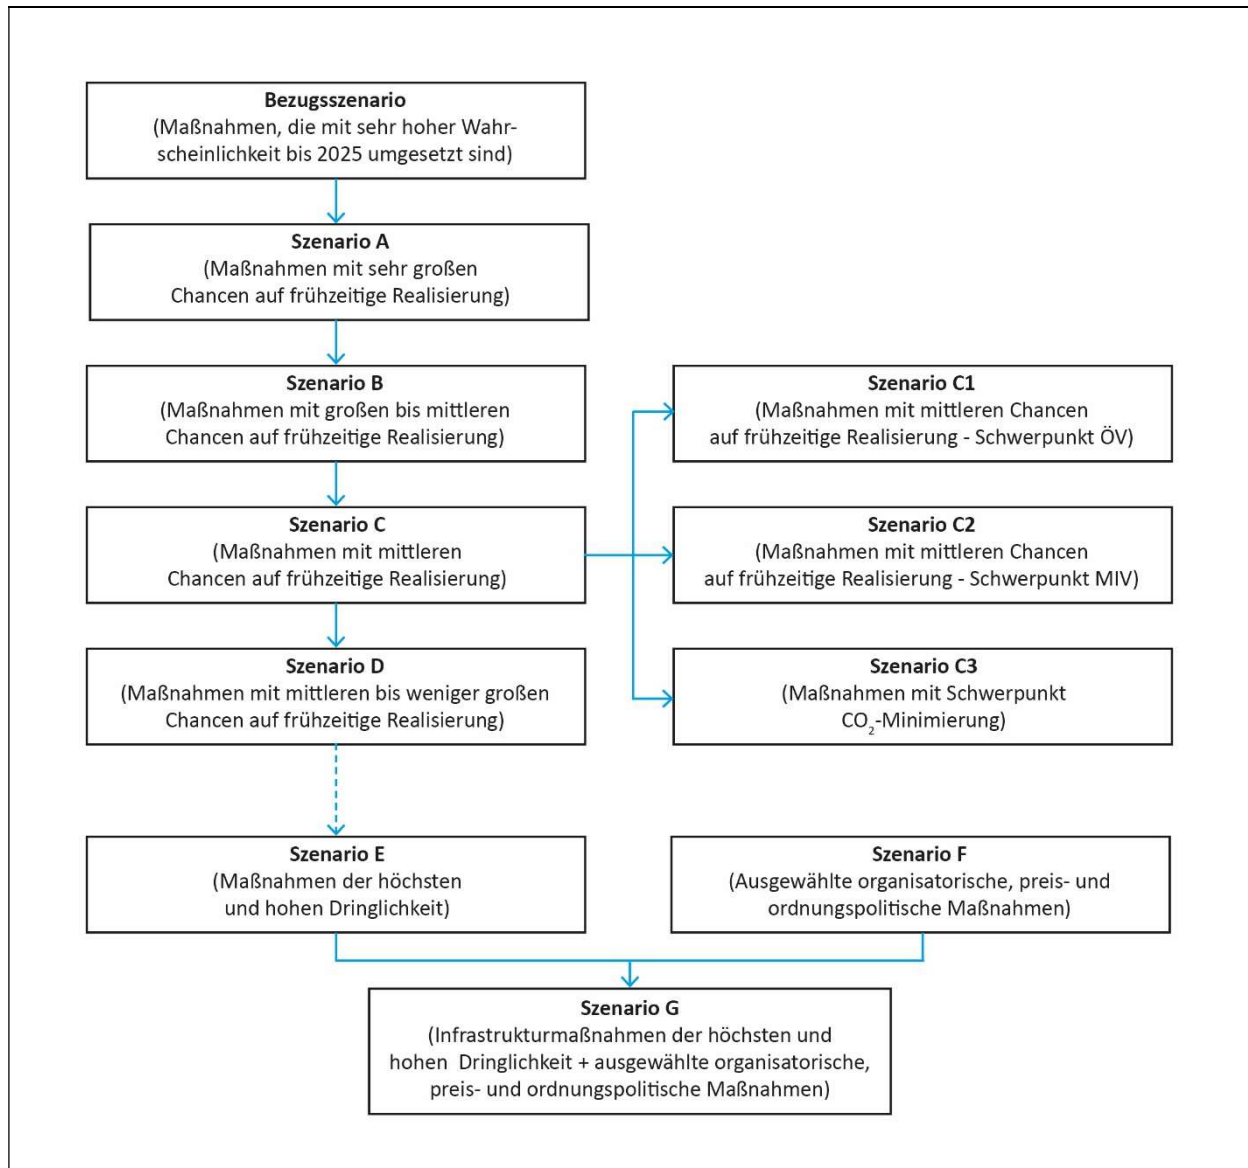 Bezugsszenario
(Maßnahmen, die mit sehr hoher Wahr-
scheinlichkeit bis 2025 umgesetzt sind)
Szenario A
(Maßnahmen mit sehr großen
Chancen auf frühzeitige Realisierung)
Szenario B
(Maßnahmen mit großen bis mittleren
Chancen auf frühzeitige Realisierung)
Szenario C1
(Maßnahmen mit mittleren Chancen
auf frühzeitige Realisierung - Schwerpunkt ÖV)
Szenario C
(Maßnahmen mit mittleren
Chancen auf frühzeitige Realisierung)
Szenario C2
(Maßnahmen mit mittleren Chancen
auf frühzeitige Realisierung - Schwerpunkt MIV)
Szenario D
(Maßnahmen mit mittleren bis weniger großen
Chancen auf frühzeitige Realisierung)
Szenario C3
(Maßnahmen mit Schwerpunkt
CO₂-Minimierung)
Szenario E
(Maßnahmen der höchsten
und hohen Dringlichkeit)
Szenario F
(Ausgewählte organisatorische, preis- und
ordnungspolitische Maßnahmen)
Szenario G
(Infrastrukturmaßnahmen der höchsten und
hohen Dringlichkeit + ausgewählte organisatorische,
preis- und ordnungspolitische Maßnahmen)